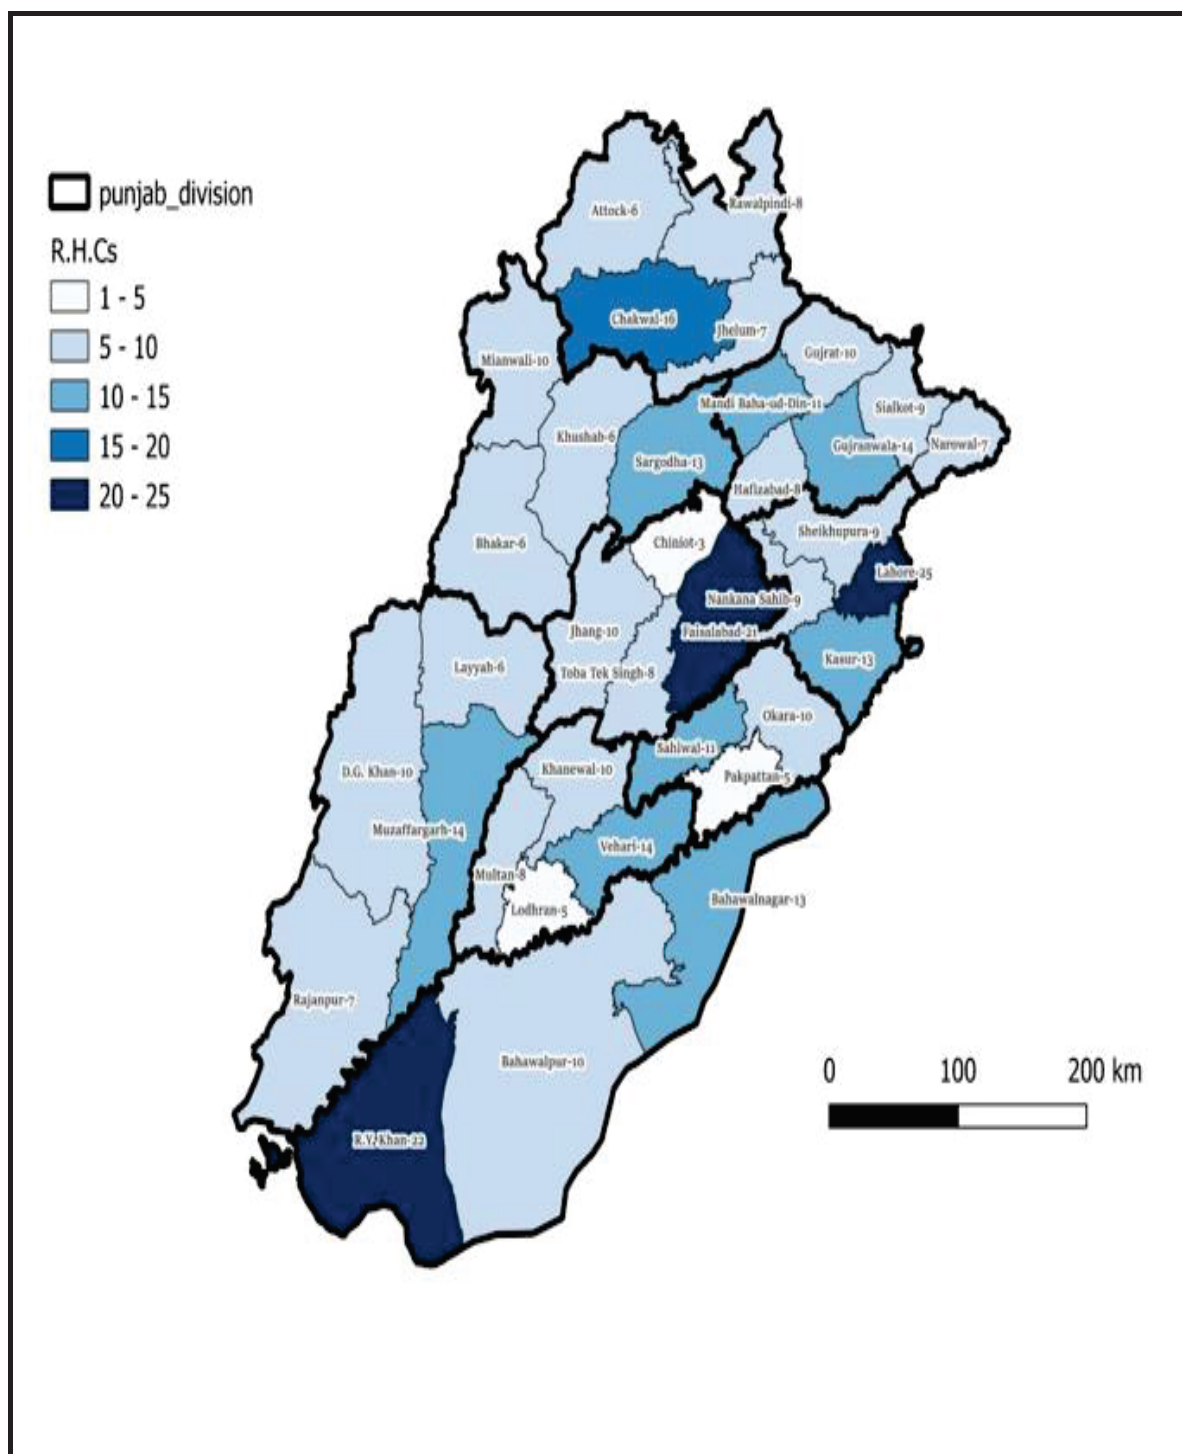 punjab_division
R.H.Cs
1 - 5
5 - 10
10 - 15
15 - 20
20 - 25
Rawalpindi-8
Attock-6
Chakwal-16
Jhelum-7
Gujrat-10
Mianwali-10
Mandi Baha-ud-Din-11
Sialkot-9
Khushab-6
Gujranwala-14
Narowal-7
Sargodha-13
Hafizabad-8
Sheikhupura-9
Bhakar-6
Chiniot-3
Lahore-25
Nankana Sahib-9
Jhang-10
Faisalabad-21
Kasur-13
Layyah-6
Toba Tek Singh-8
Okara-10
Sahiwal-11
D.G. Khan-10
Khanewal-10
Pakpattan-5
Muzaffargarh-14
Vehari-14
Multan-8
Bahawalnagar-13
Lodhran-5
Rajanpur-7
Bahawalpur-10
0 100 200 km
R.Y. Khan-22